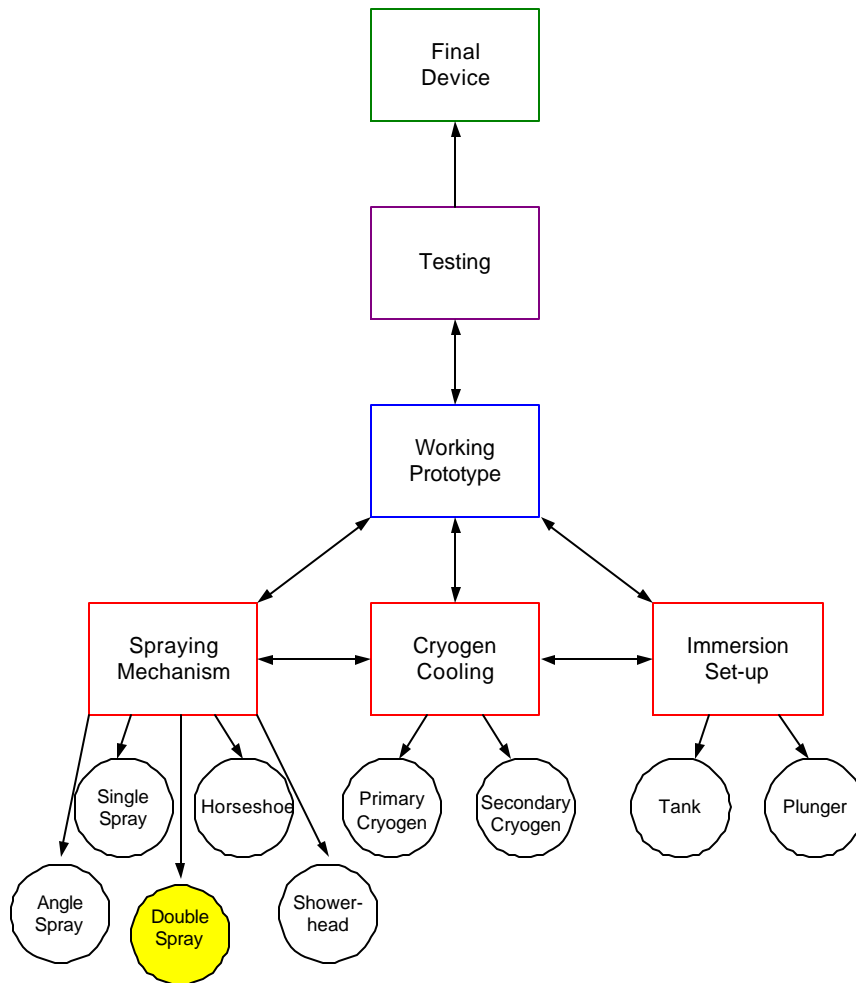 Final
Device
Testing
Working
Prototype
Spraying
Mechanism
Cryogen
Cooling
Immersion
Set-up
Single
Spray
Horseshoe
Primary
Cryogen
Secondary
Cryogen
Tank
Plunger
Angle
Spray
Double
Spray
Shower-
head